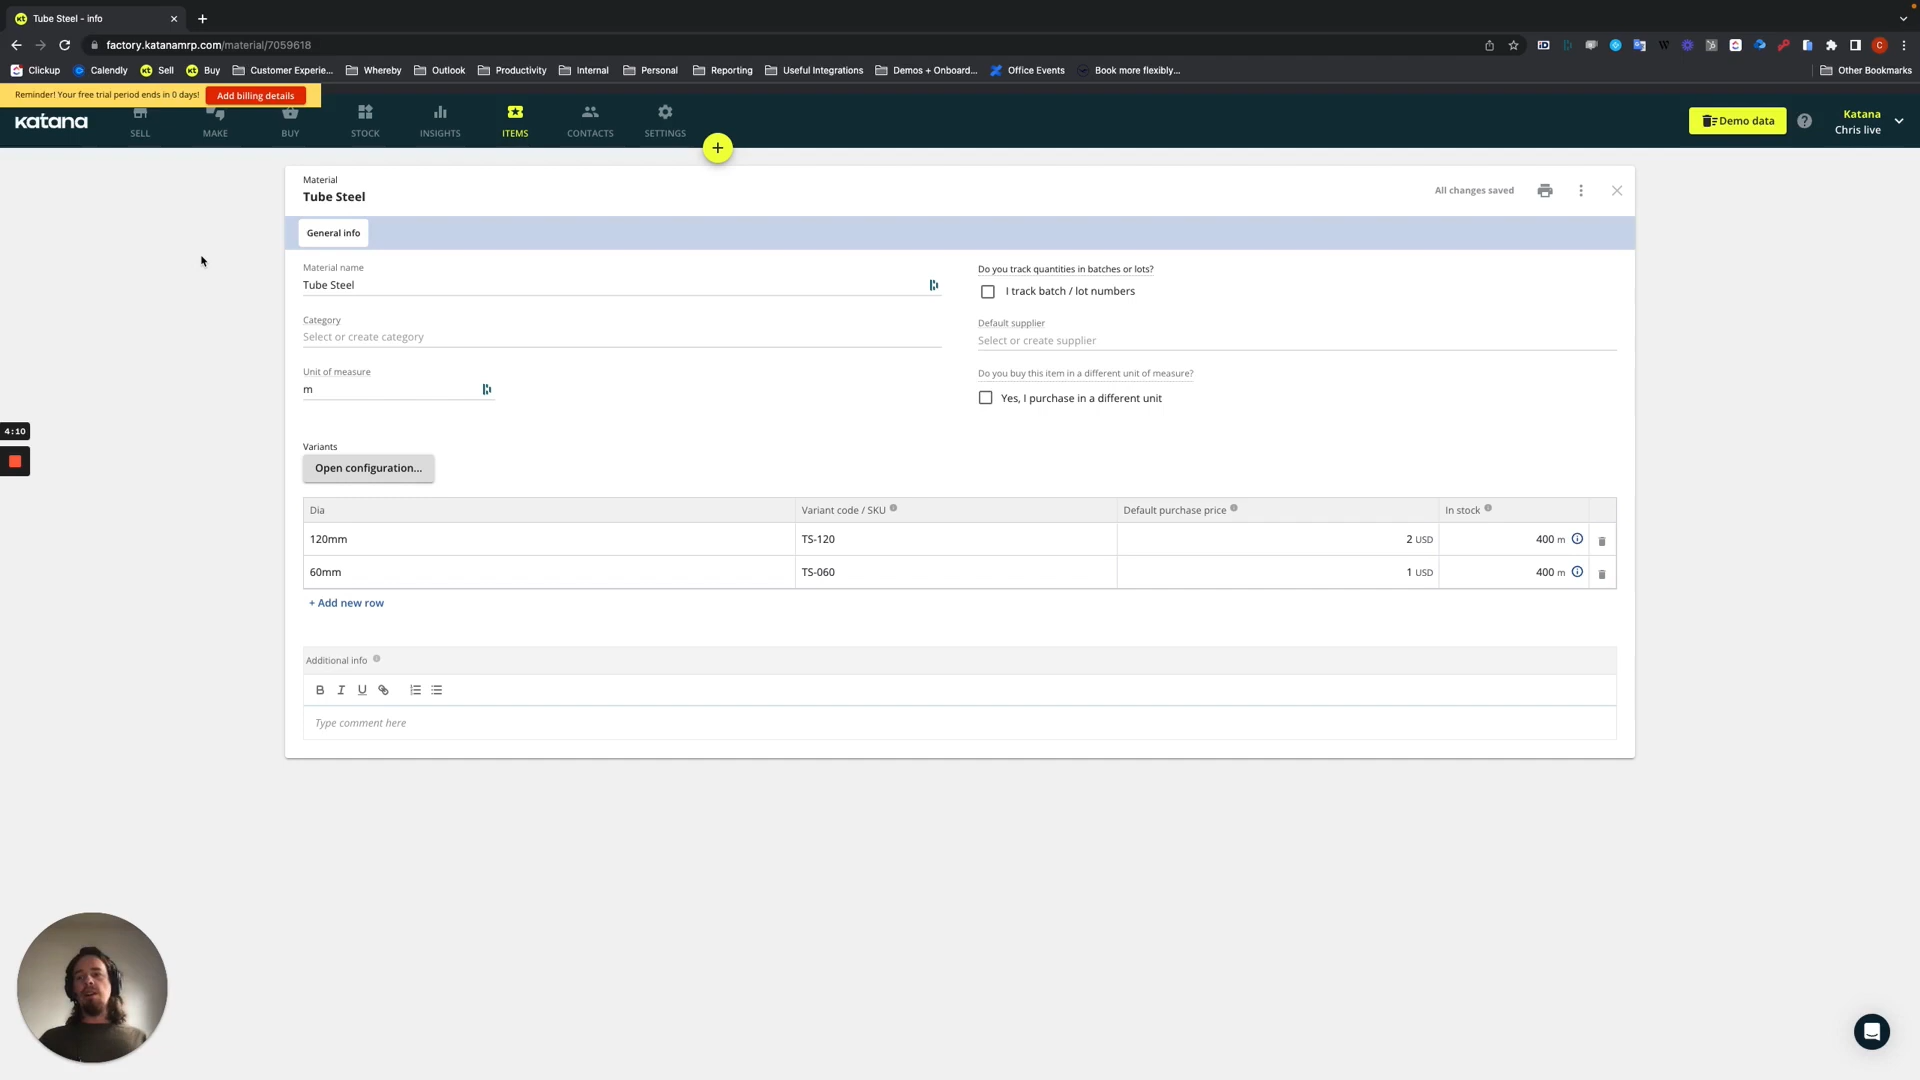 Tube Steel - info
factory.katanamrp.com/material/7059618
Clickup Calendly Sell Buy Customer Experie... Whereby Outlook Productivity Internal Personal Reporting Useful Integrations Demos + Onboard... Office Events Book more flexibly... Other Bookmarks
Reminder! Your free trial period ends in 0 days! Add billing details
katana SELL MAKE BUY STOCK INSIGHTS ITEMS CONTACTS SETTINGS
+
Demo data
?
Katana
Chris live
Material
Tube Steel
All changes saved
General info
Material name
Tube Steel
Category
Select or create category
Unit of measure
m
Do you track quantities in batches or lots?
I track batch / lot numbers
Default supplier
Select or create supplier
Do you buy this item in a different unit of measure?
Yes, I purchase in a different unit
4:10
Variants
Open configuration...
Dia Variant code / SKU Default purchase price In stock
120mm TS-120 2 USD 400 m
60mm TS-060 1 USD 400 m
+ Add new row
Additional info
B I U
Type comment here